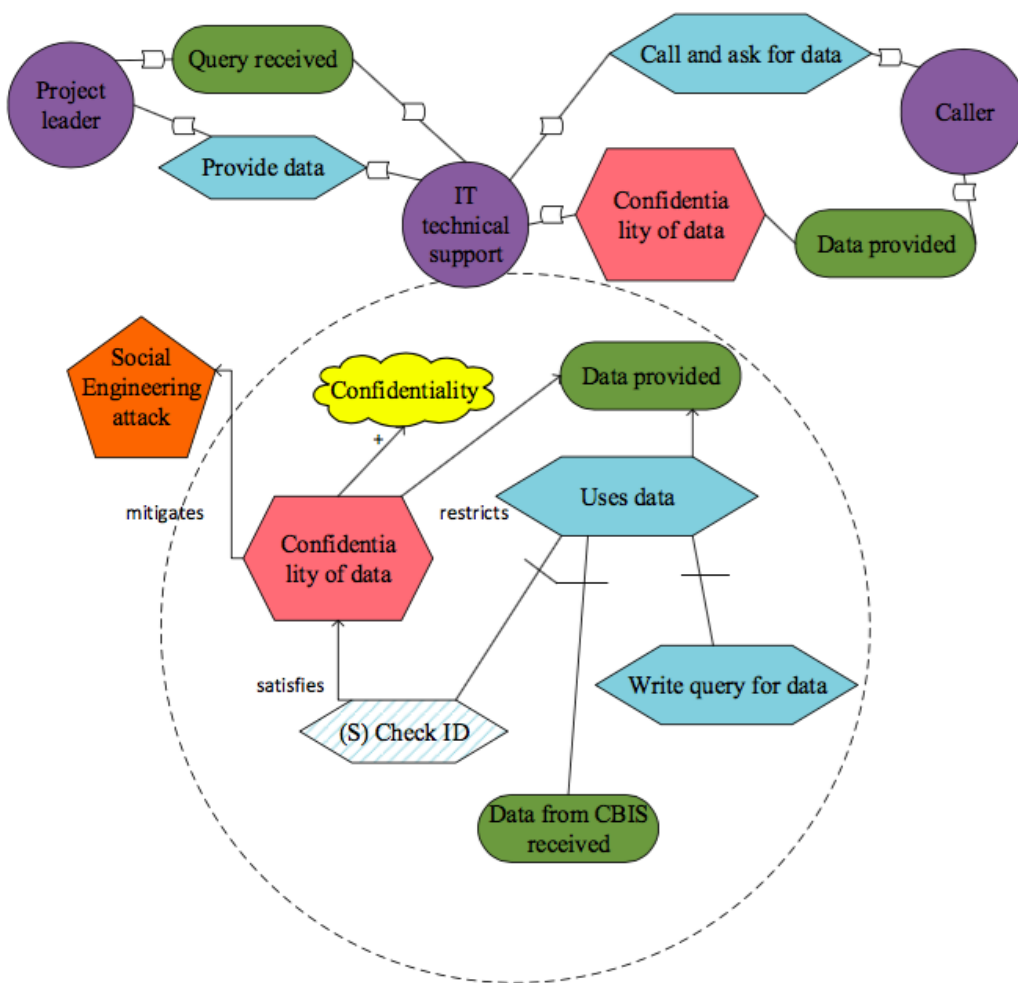 Query received
Call and ask for data
Project
leader
Caller
Provide data
IT
technical
support
Confidentia
lity of data
Data provided
Social
Engineering
attack
Confidentiality
Data provided
+
mitigates
restricts
Uses data
Confidentia
lity of data
satisfies
Write query for data
(S) Check ID
Data from CBIS
received